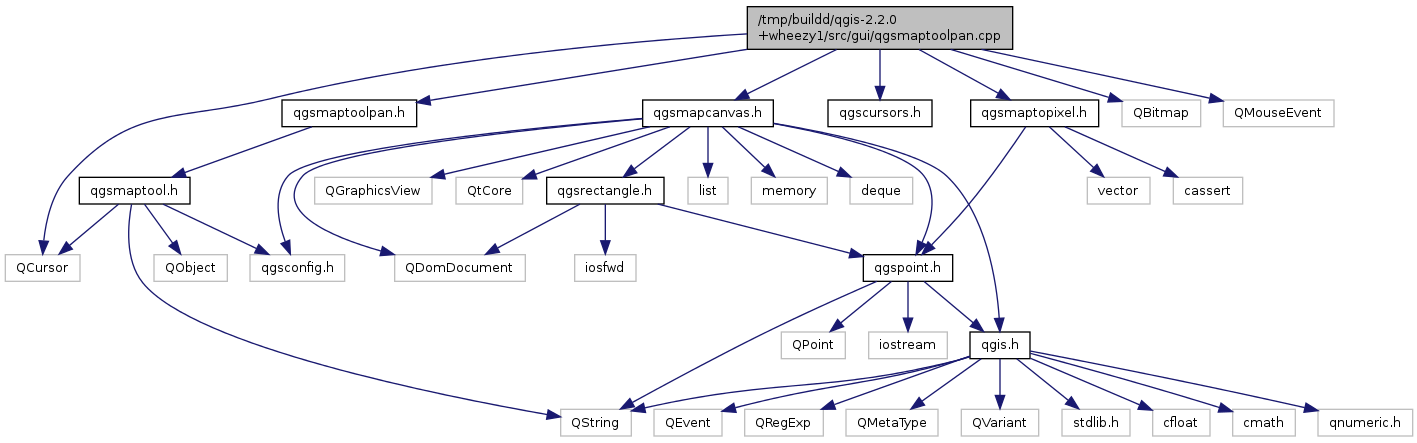 /tmp/buildd/qgis-2.2.0
+wheezy1/src/gui/qgsmaptoolpan.cpp
qgsmaptoolpan.h
qgsmapcanvas.h
qgscursors.h
qgsmaptopixel.h
QBitmap
QMouseEvent
qgsmaptool.h
QGraphicsView
QtCore
qgsrectangle.h
list
memory
deque
vector
cassert
QCursor
QObject
qgsconfig.h
QDomDocument
iosfwd
qgspoint.h
QPoint
iostream
qgis.h
QString
QEvent
QRegExp
QMetaType
QVariant
stdlib.h
cfloat
cmath
qnumeric.h